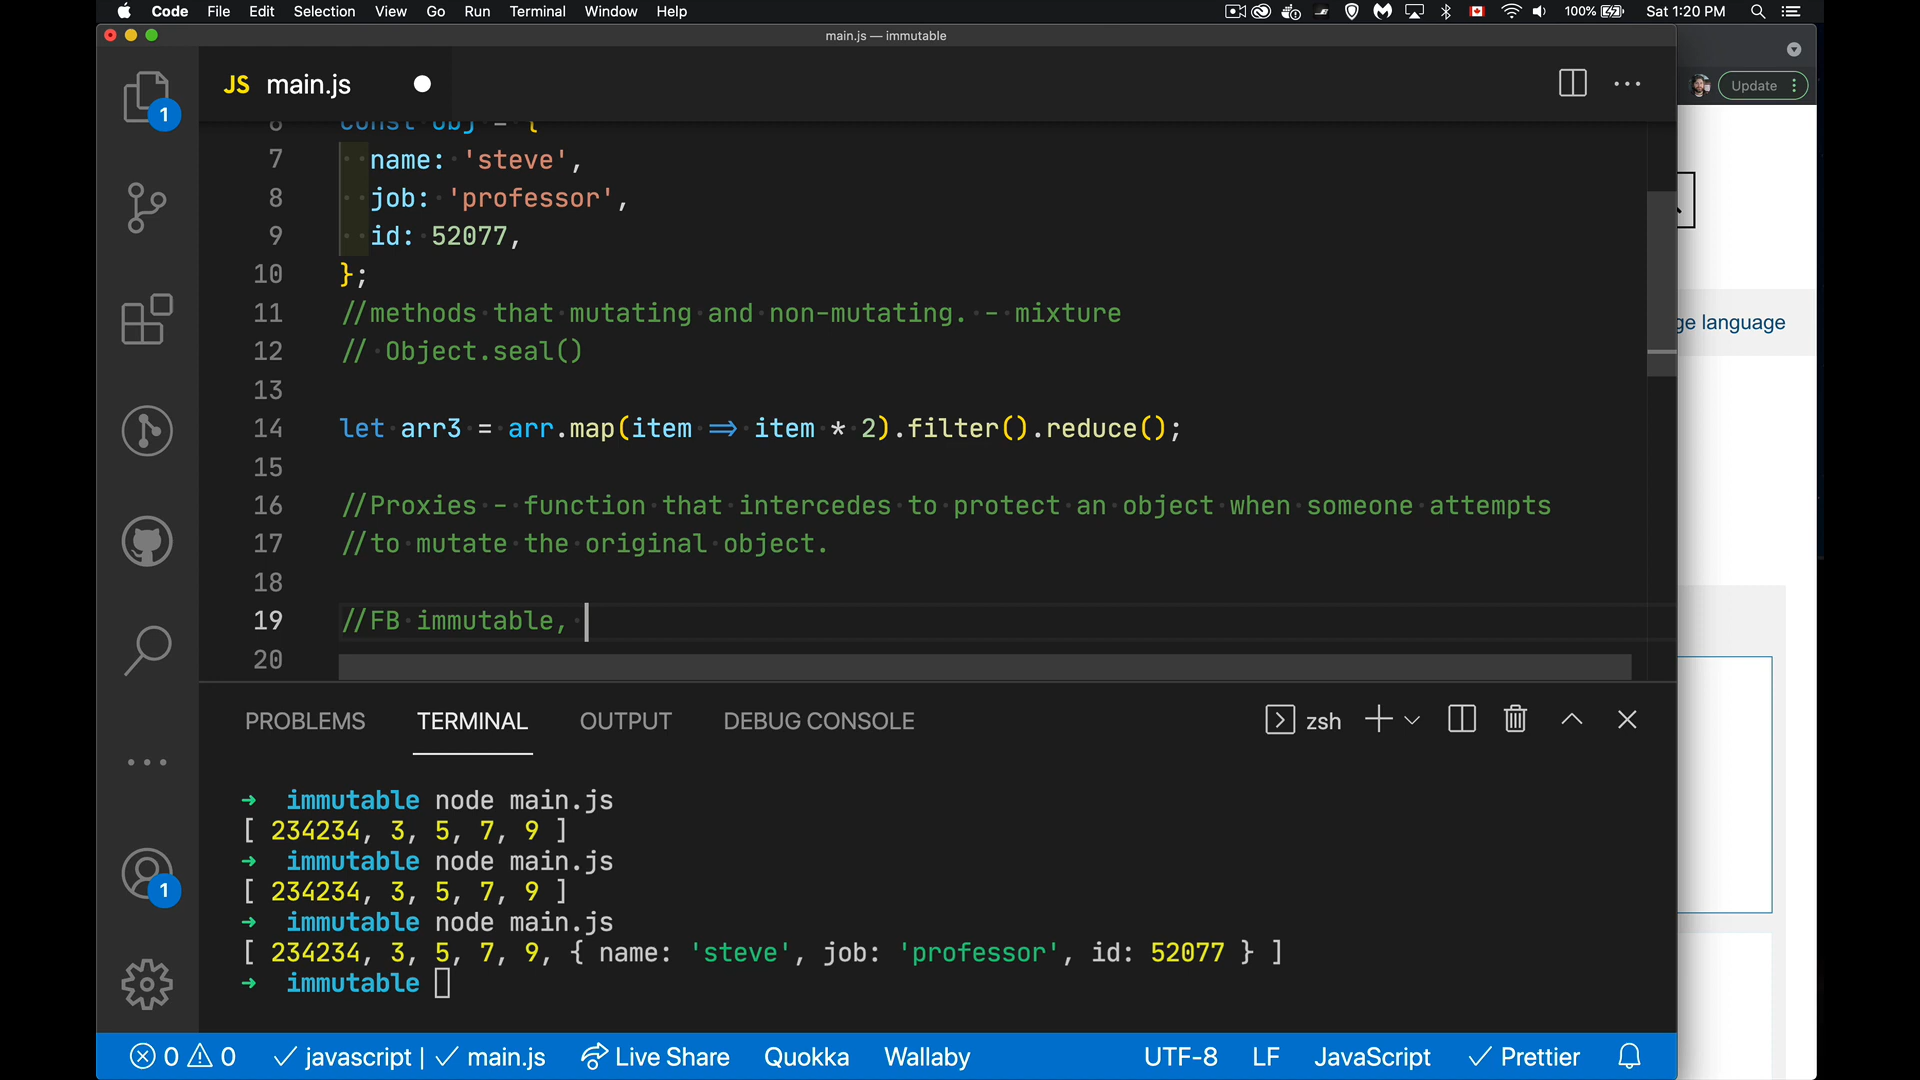 Code File Edit Selection View Go Run Terminal Window Help 100% Sat 1:20 PM
main.js — immutable
Update
JS main.js
1
6 const obj = {
7 name: 'steve',
8 job: 'professor',
9 id: 52077,
10 };
11 //methods that mutating and non-mutating. - mixture
12 // Object.seal()
13
14 let arr3 = arr.map(item => item * 2).filter().reduce();
15
16 //Proxies - function that intercedes to protect an object when someone attempts
17 //to mutate the original object.
18
19 //FB immutable,
20
ge language
PROBLEMS TERMINAL OUTPUT DEBUG CONSOLE zsh
➜ immutable node main.js
[ 234234, 3, 5, 7, 9 ]
➜ immutable node main.js
[ 234234, 3, 5, 7, 9 ]
➜ immutable node main.js
[ 234234, 3, 5, 7, 9, { name: 'steve', job: 'professor', id: 52077 } ]
➜ immutable
1
0 0 javascript | main.js Live Share Quokka Wallaby UTF-8 LF JavaScript Prettier